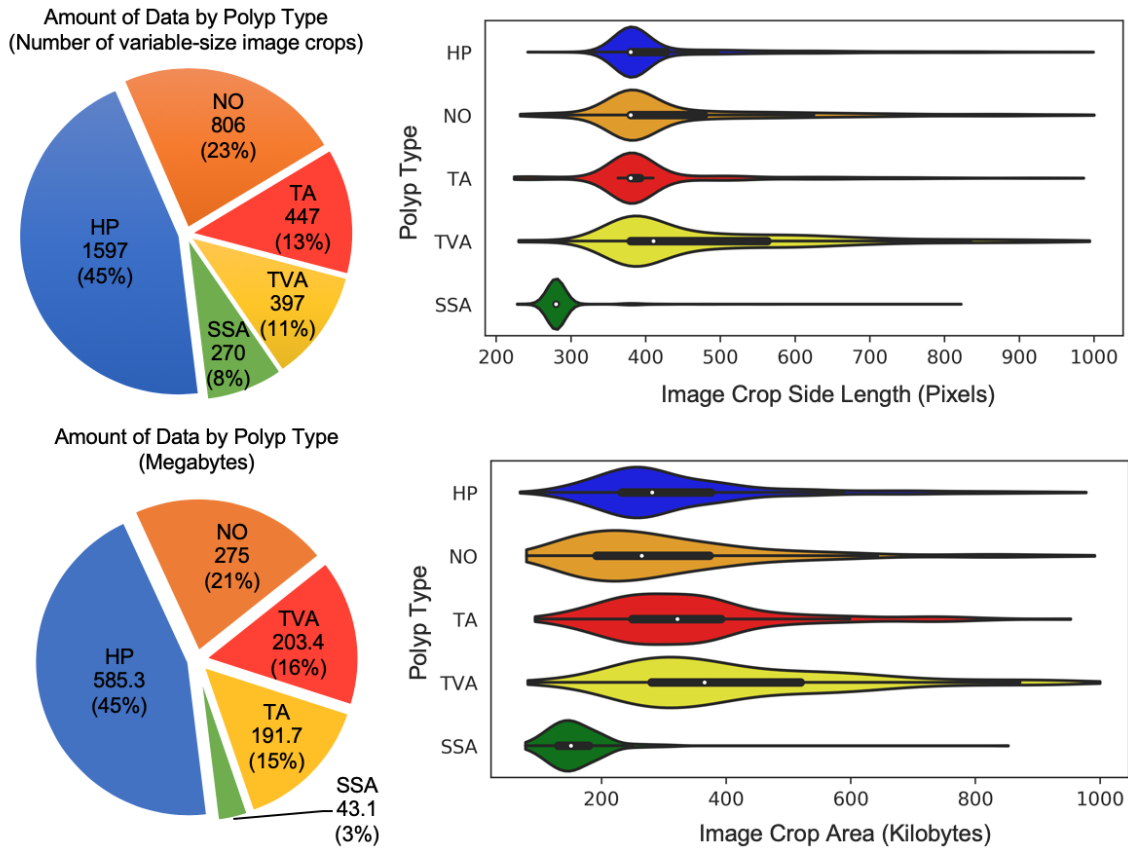 Amount of Data by Polyp Type
(Number of variable-size image crops)
NO
806
(23%)
TA
447
(13%)
HP
1597
(45%)
TVA
397
(11%)
SSA
270
(8%)
Polyp Type
HP
NO
TA
TVA
SSA
200 300 400 500 600 700 800 900 1000
Image Crop Side Length (Pixels)
Amount of Data by Polyp Type
(Megabytes)
NO
275
(21%)
TVA
203.4
(16%)
HP
585.3
(45%)
TA
191.7
(15%)
SSA
43.1
(3%)
Polyp Type
HP
NO
TA
TVA
SSA
200 400 600 800 1000
Image Crop Area (Kilobytes)